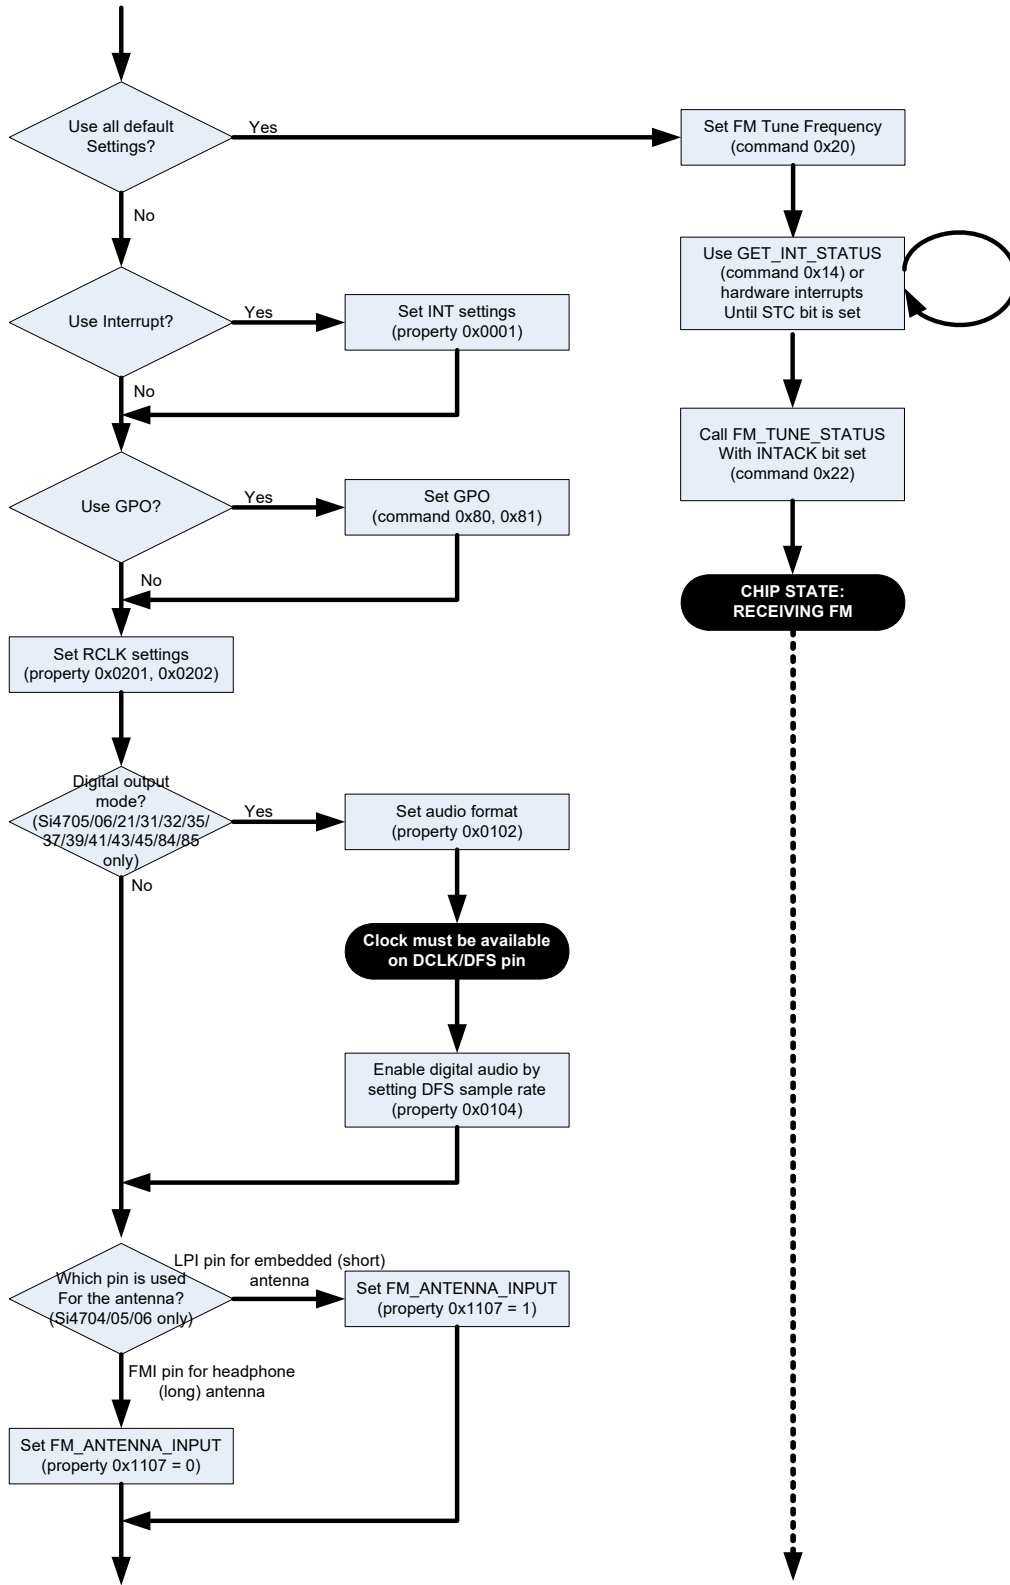 Use all default
Settings?
Yes
Set FM Tune Frequency
(command 0x20)
No
Use GET_INT_STATUS
(command 0x14) or
hardware interrupts
Until STC bit is set
Use Interrupt?
Yes
Set INT settings
(property 0x0001)
No
Call FM_TUNE_STATUS
With INTACK bit set
(command 0x22)
Use GPO?
Yes
Set GPO
(command 0x80, 0x81)
No
CHIP STATE:
RECEIVING FM
Set RCLK settings
(property 0x0201, 0x0202)
Digital output
mode?
(Si4705/06/21/31/32/35/
37/39/41/43/45/84/85
only)
Yes
Set audio format
(property 0x0102)
No
Clock must be available
on DCLK/DFS pin
Enable digital audio by
setting DFS sample rate
(property 0x0104)
Which pin is used
For the antenna?
(Si4704/05/06 only)
LPI pin for embedded (short)
antenna
Set FM_ANTENNA_INPUT
(property 0x1107 = 1)
FMI pin for headphone
(long) antenna
Set FM_ANTENNA_INPUT
(property 0x1107 = 0)